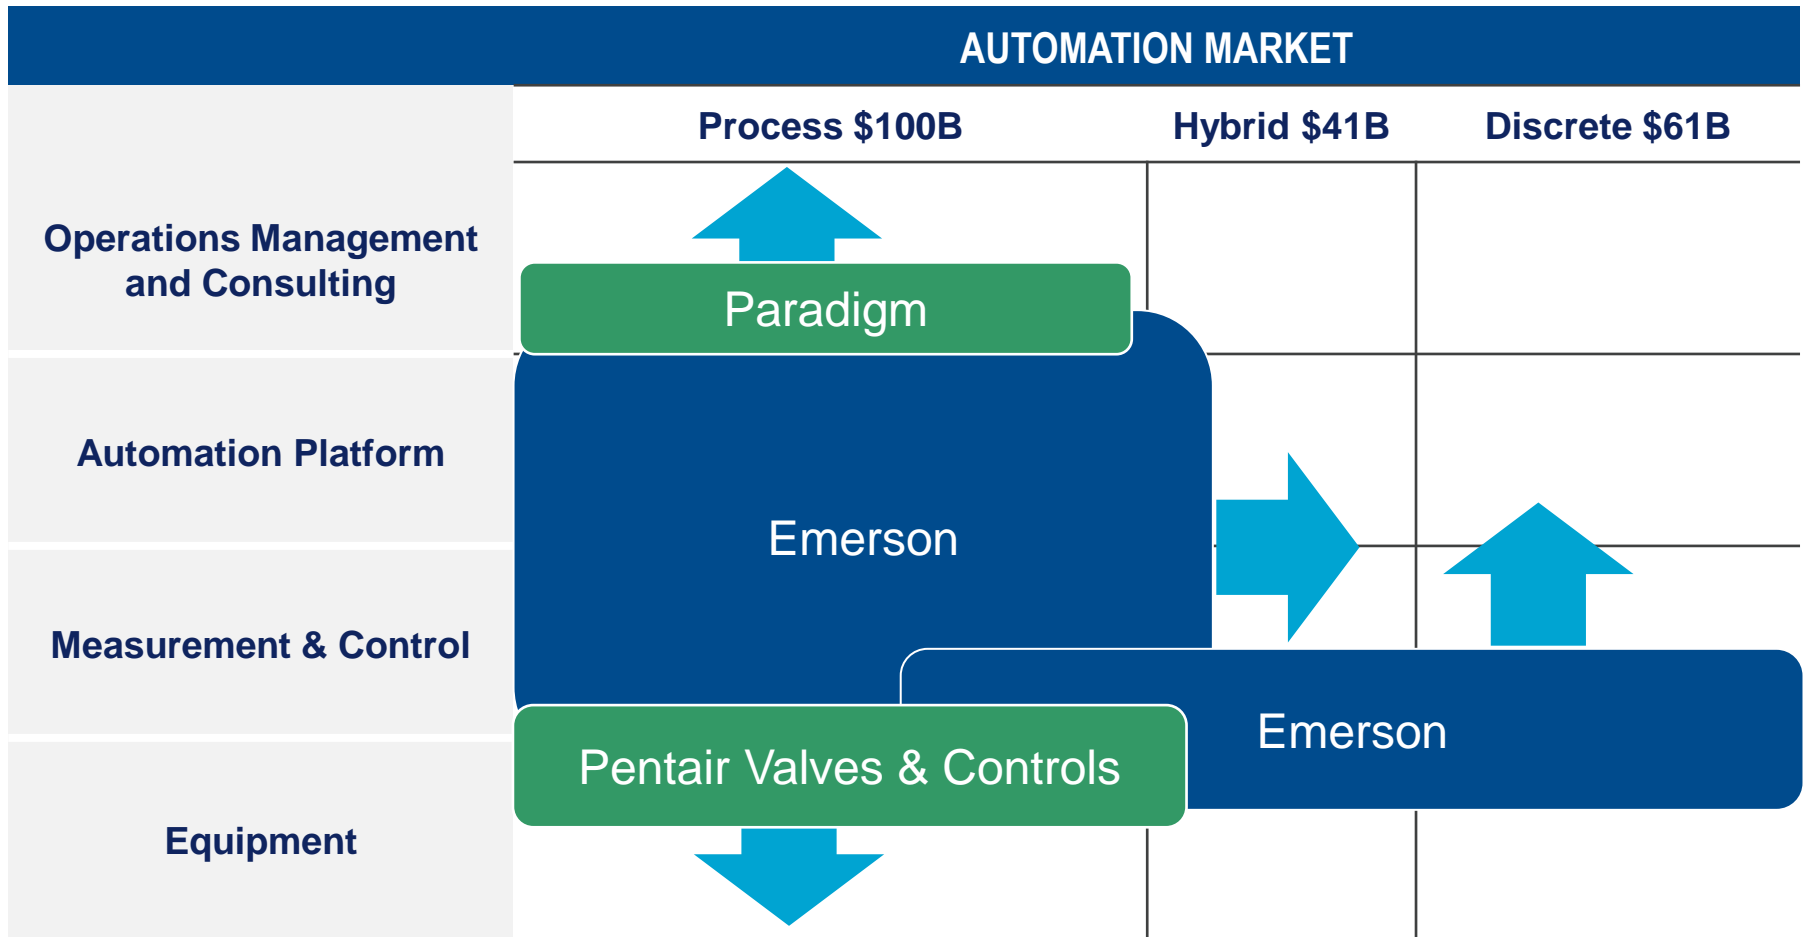 AUTOMATION MARKET
Process $100B
Hybrid $41B
Discrete $61B
Operations Management
and Consulting
Paradigm
Automation Platform
Emerson
Measurement & Control
Emerson
Pentair Valves & Controls
Equipment